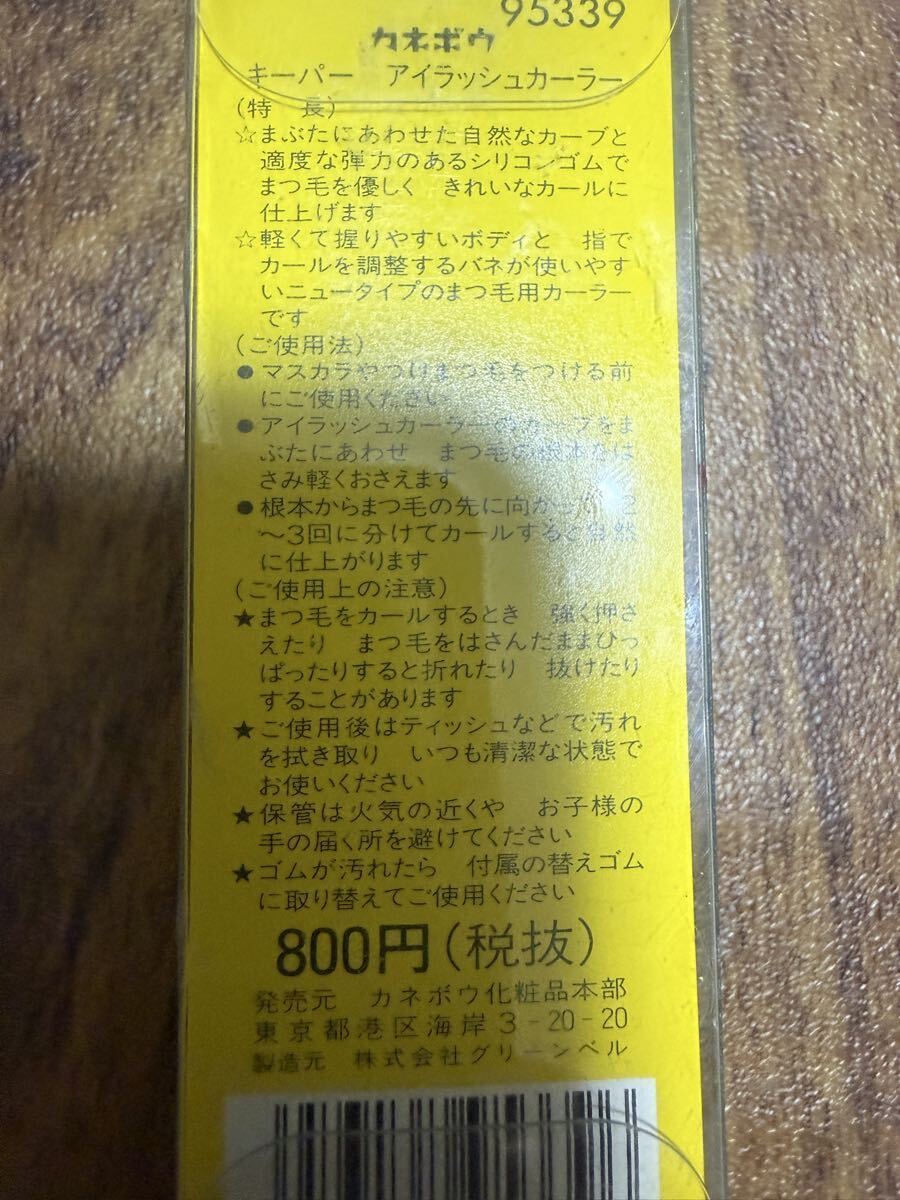 95339
カネボウ
キーパー　アイラッシュカーラー
(特　長)
☆まぶたにあわせた自然なカーブと
適度な弾力のあるシリコンゴムで
まつ毛を優しく　きれいなカールに
仕上げます
☆軽くて握りやすいボディと　指で
カールを調整するバネが使いやす
いニュータイプのまつ毛用カーラー
です
(ご使用法)
●マスカラやつけまつ毛をつける前
にご使用ください
●アイラッシュカーラーのカーブをま
ぶたにあわせ　まつ毛の根本をは
さみ軽くおさえます
●根本からまつ毛の先に向かって　2
〜3回に分けてカールすると自然
に仕上がります
(ご使用上の注意)
★まつ毛をカールするとき　強く押さ
えたり　まつ毛をはさんだままひっ
ぱったりすると折れたり　抜けたり
することがあります
★ご使用後はティッシュなどで汚れ
を拭き取り　いつも清潔な状態で
お使いください
★保管は火気の近くや　お子様の
手の届く所を避けてください
★ゴムが汚れたら　付属の替えゴム
に取り替えてご使用ください
800円(税抜)
発売元　カネボウ化粧品本部
東京都港区海岸3-20-20
製造元　株式会社グリーンベル